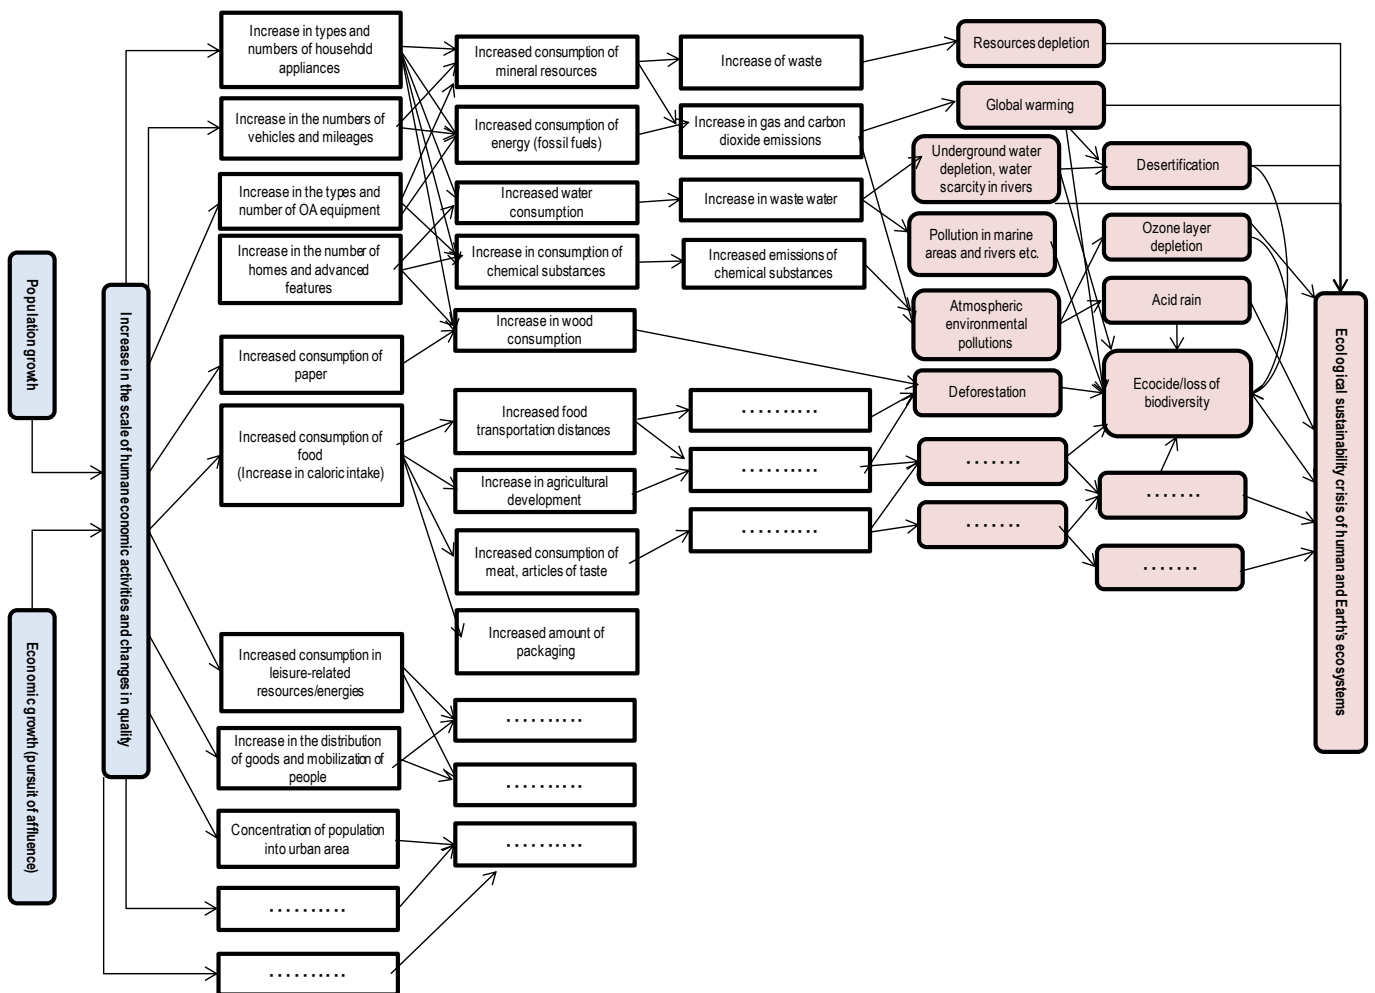 Population growth
Economic growth (pursuit of affluence)
Increase in the scale of human economic activities and changes in quality
Increase in types and
numbers of household
appliances
Increase in the numbers of
vehicles and mileages
Increase in the types and
number of OA equipment
Increase in the number of
homes and advanced
features
Increased consumption of
paper
Increased consumption of
food
(Increase in caloric intake)
Increased consumption in
leisure-related
resources/energies
Increase in the distribution
of goods and mobilization of
people
Concentration of population
into urban area
..........
..........
Increased consumption of
mineral resources
Increased consumption of
energy (fossil fuels)
Increased water
consumption
Increase in consumption of
chemical substances
Increase in wood
consumption
Increased food
transportation distances
Increase in agricultural
development
Increased consumption of
meat, articles of taste
Increased amount of
packaging
..........
..........
..........
Increase of waste
Increase in gas and carbon
dioxide emissions
Increase in waste water
Increased emissions of
chemical substances
..........
..........
..........
Resources depletion
Global warming
Underground water
depletion, water
scarcity in rivers
Pollution in marine
areas and rivers etc.
Atmospheric
environmental
pollutions
Deforestation
.......
.......
Desertification
Ozone layer
depletion
Acid rain
Ecocide/loss of
biodiversity
.......
.......
Ecological sustainability crisis of human and Earth's ecosystems